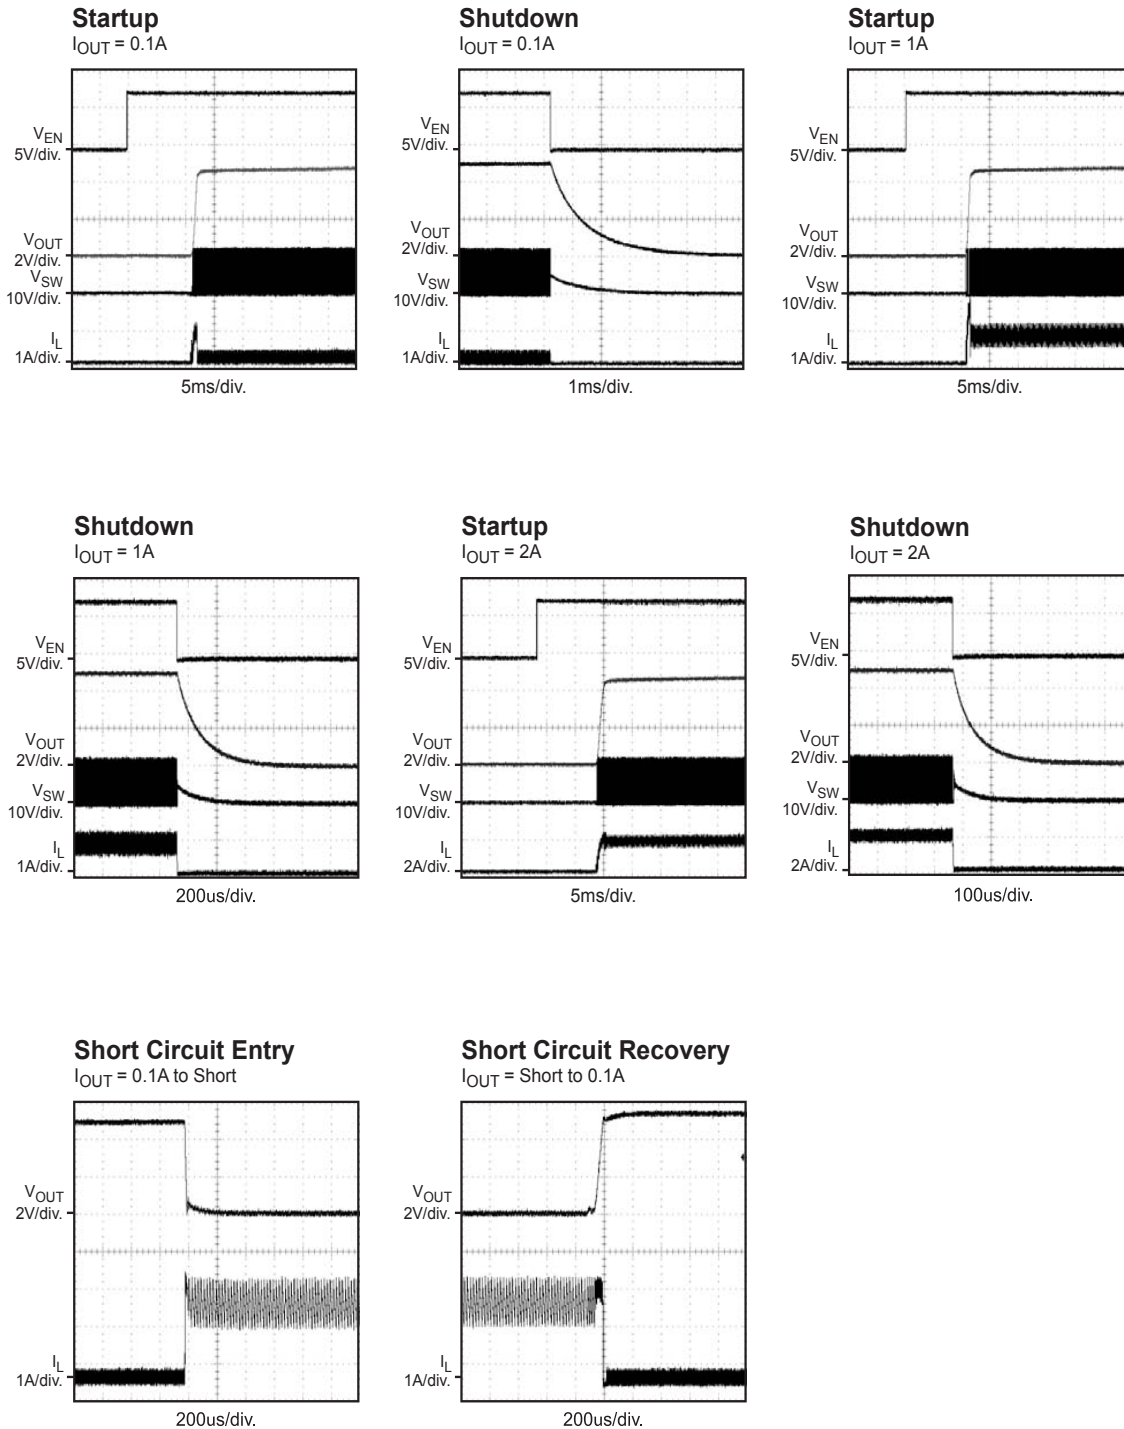 Startup
IOUT = 0.1A
VEN
5V/div.
VOUT
2V/div.
VSW
10V/div.
IL
1A/div.
5ms/div.
Shutdown
IOUT = 0.1A
VEN
5V/div.
VOUT
2V/div.
VSW
10V/div.
IL
1A/div.
1ms/div.
Startup
IOUT = 1A
VEN
5V/div.
VOUT
2V/div.
VSW
10V/div.
IL
1A/div.
5ms/div.
Shutdown
IOUT = 1A
VEN
5V/div.
VOUT
2V/div.
VSW
10V/div.
IL
1A/div.
200us/div.
Startup
IOUT = 2A
VEN
5V/div.
VOUT
2V/div.
VSW
10V/div.
IL
2A/div.
5ms/div.
Shutdown
IOUT = 2A
VEN
5V/div.
VOUT
2V/div.
VSW
10V/div.
IL
2A/div.
100us/div.
Short Circuit Entry
IOUT = 0.1A to Short
VOUT
2V/div.
IL
1A/div.
200us/div.
Short Circuit Recovery
IOUT = Short to 0.1A
VOUT
2V/div.
IL
1A/div.
200us/div.